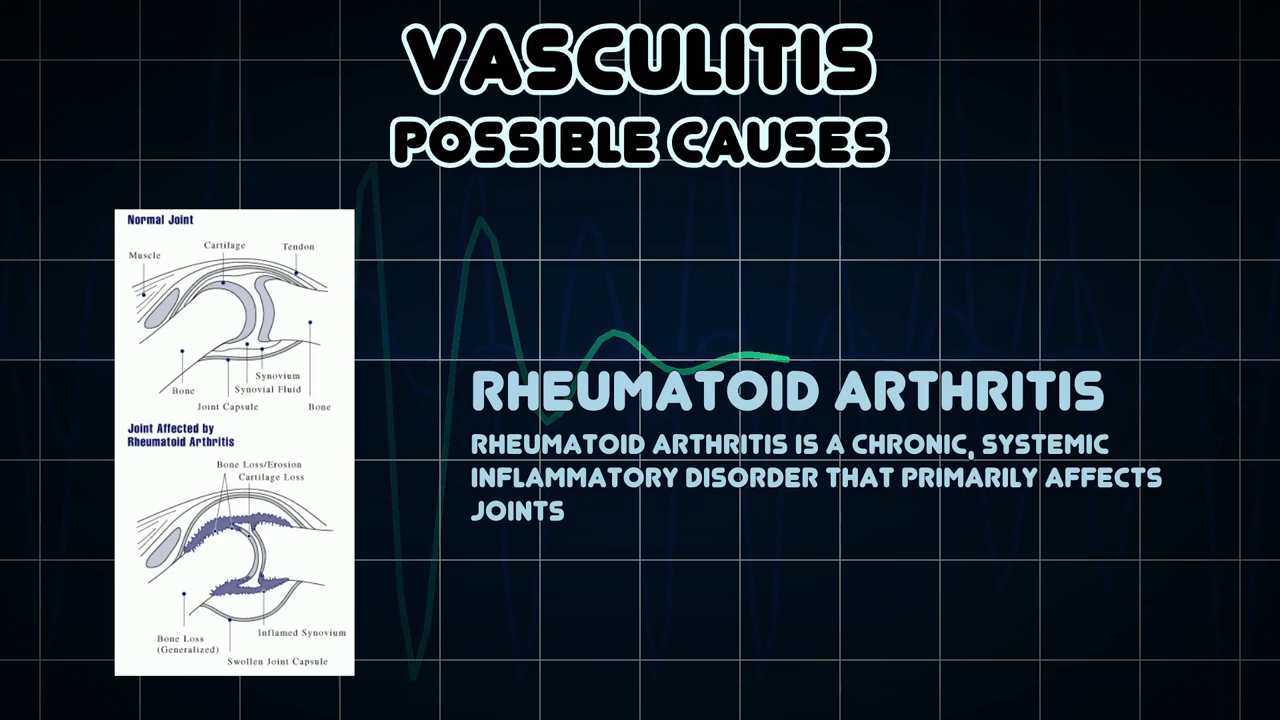 VASCULITIS
POSSIBLE CAUSES
Normal Joint
Cartilage
Tendon
Muscle
Synovium
Bone
Synovial Fluid
Joint Capsule
Bone
Joint Affected by
Rheumatoid Arthritis
Bone Loss/Erosion
Cartilage Loss
Inflamed Synovium
Bone Loss
(Generalized)
Swollen Joint Capsule
RHEUMATOID ARTHRITIS
RHEUMATOID ARTHRITIS IS A CHRONIC, SYSTEMIC
INFLAMMATORY DISORDER THAT PRIMARILY AFFECTS
JOINTS